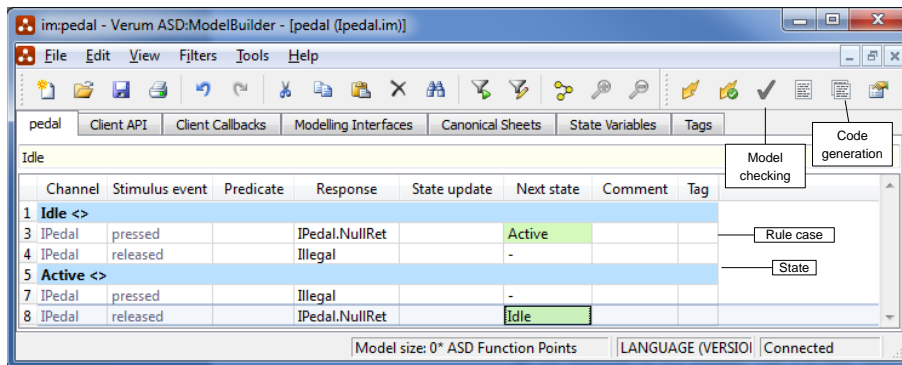 im:pedal - Verum ASD:ModelBuilder - [pedal (Ipedal.im)]
File Edit View Filters Tools Help
pedal Client API Client Callbacks Modelling Interfaces Canonical Sheets State Variables Tags
Code generation
Model checking
Idle
Channel Stimulus event Predicate Response State update Next state Comment Tag
1 Idle <>
3 IPedal pressed IPedal.NullRet Active
Rule case
4 IPedal released Illegal -
5 Active <>
State
7 IPedal pressed Illegal -
8 IPedal released IPedal.NullRet Idle
Model size: 0* ASD Function Points LANGUAGE (VERSIOI Connected